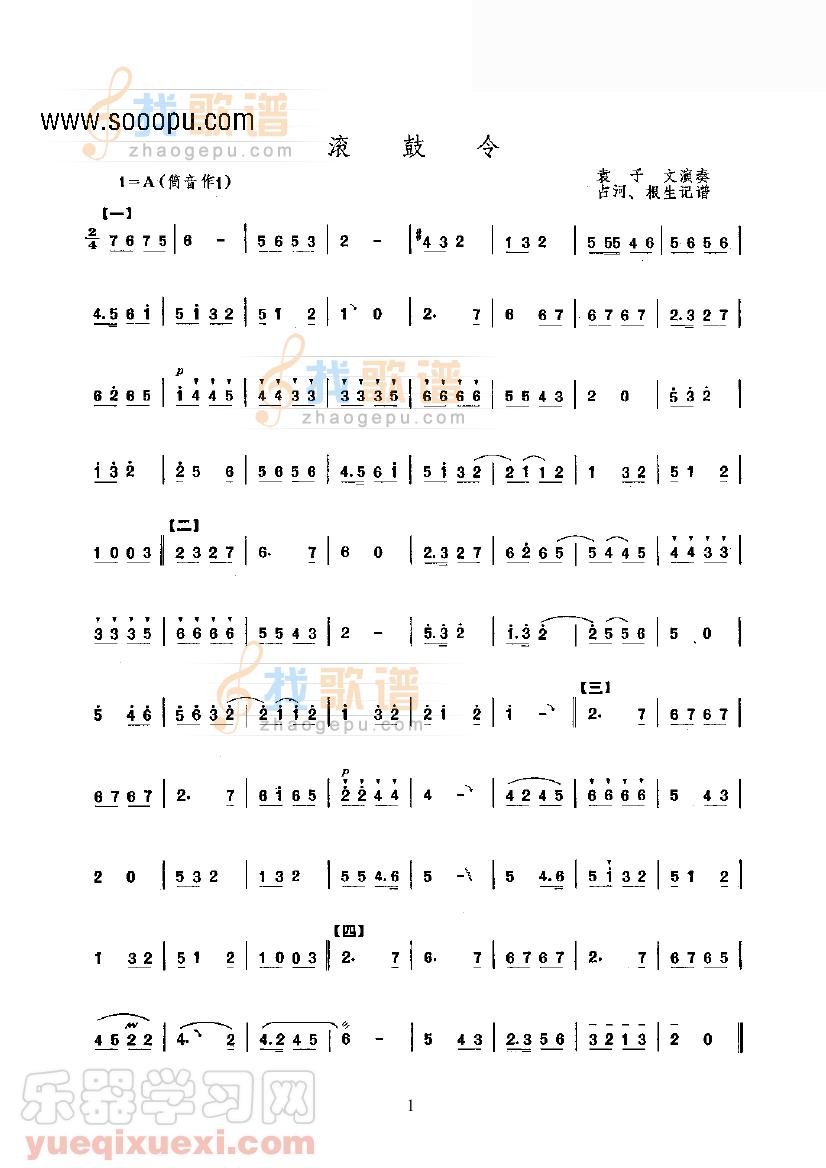 找歌谱
www.sooopu.com
zhaogepu.com
滚 鼓 令
1=A(筒音作1)
袁 子 文演奏
占河、根生记谱
【一】
2/4 7 6 7 5 | 6 - | 5 6 5 3 | 2 - | #4 3 2 | 1 3 2 | 5 55 4 6 | 5 6 5 6 |
4.5 6 i | 5 i 3 2 | 5 1 2 | 1 0 | 2. 7 | 6 6 7 | 6 7 6 7 | 2.3 2 7 |
找歌谱
zhaogepu.com
p
6 2 6 5 | 1 4 4 5 | 4 4 3 3 | 3 3 3 5 | 6 6 6 6 | 5 5 4 3 | 2 0 | 5 3 2 |
1 3 2 | 2 5 6 | 5 6 5 6 | 4.5 6 i | 5 i 3 2 | 2 1 1 2 | 1 3 2 | 5 1 2 |
【二】
1 0 0 3 || 2 3 2 7 | 6. 7 | 6 0 | 2.3 2 7 | 6 2 6 5 | 5 4 4 5 | 4 4 3 3 |
3 3 3 5 | 6 6 6 6 | 5 5 4 3 | 2 - | 5.3 2 | 1.3 2 | 2 5 5 6 | 5 0 |
找歌谱
zhaogepu.com
【三】
5 4 6 | 5 6 3 2 | 2 i i 2 | i 3 2 | 2 1 2 | i - || 2. 7 | 6 7 6 7 |
p
6 7 6 7 | 2. 7 | 6 i 6 5 | 2 2 4 4 | 4 - | 4 2 4 5 | 6 6 6 6 | 5 4 3 |
2 0 | 5 3 2 | 1 3 2 | 5 5 4.6 | 5 - | 5 4.6 | 5 i 3 2 | 5 1 2 |
【四】
1 3 2 | 5 1 2 | 1 0 0 3 || 2. 7 | 6. 7 | 6 7 6 7 | 2. 7 | 6 7 6 5 |
4 5 2 2 | 4. 2 | 4.2 4 5 | 6 - | 5 4 3 | 2.3 5 6 | 3 2 1 3 | 2 0 ||
1
乐器学习网
yueqixuexi.com